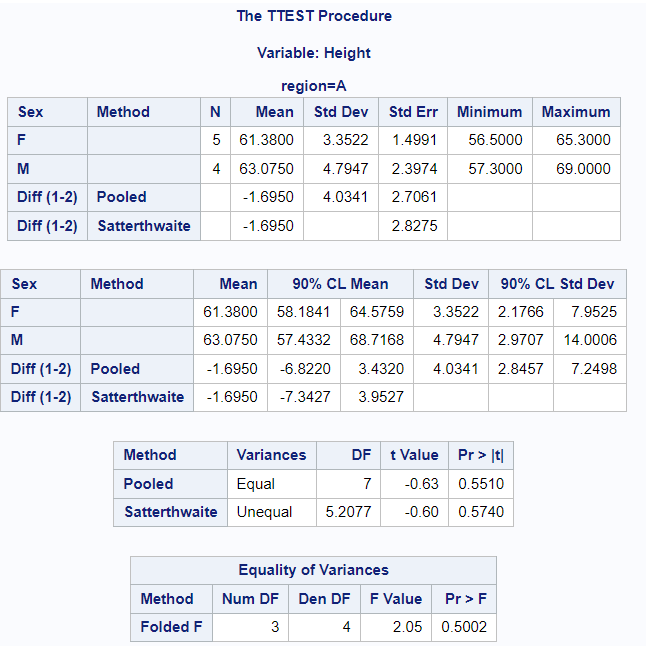 The TTEST Procedure
Variable: Height
region=A
Sex Method N Mean Std Dev Std Err Minimum Maximum
F 5 61.3800 3.3522 1.4991 56.5000 65.3000
M 4 63.0750 4.7947 2.3974 57.3000 69.0000
Diff (1-2) Pooled -1.6950 4.0341 2.7061
Diff (1-2) Satterthwaite -1.6950 2.8275
Sex Method Mean 90% CL Mean Std Dev 90% CL Std Dev
F 61.3800 58.1841 64.5759 3.3522 2.1766 7.9525
M 63.0750 57.4332 68.7168 4.7947 2.9707 14.0006
Diff (1-2) Pooled -1.6950 -6.8220 3.4320 4.0341 2.8457 7.2498
Diff (1-2) Satterthwaite -1.6950 -7.3427 3.9527
Method Variances DF t Value Pr > |t|
Pooled Equal 7 -0.63 0.5510
Satterthwaite Unequal 5.2077 -0.60 0.5740
Equality of Variances
Method Num DF Den DF F Value Pr > F
Folded F 3 4 2.05 0.5002